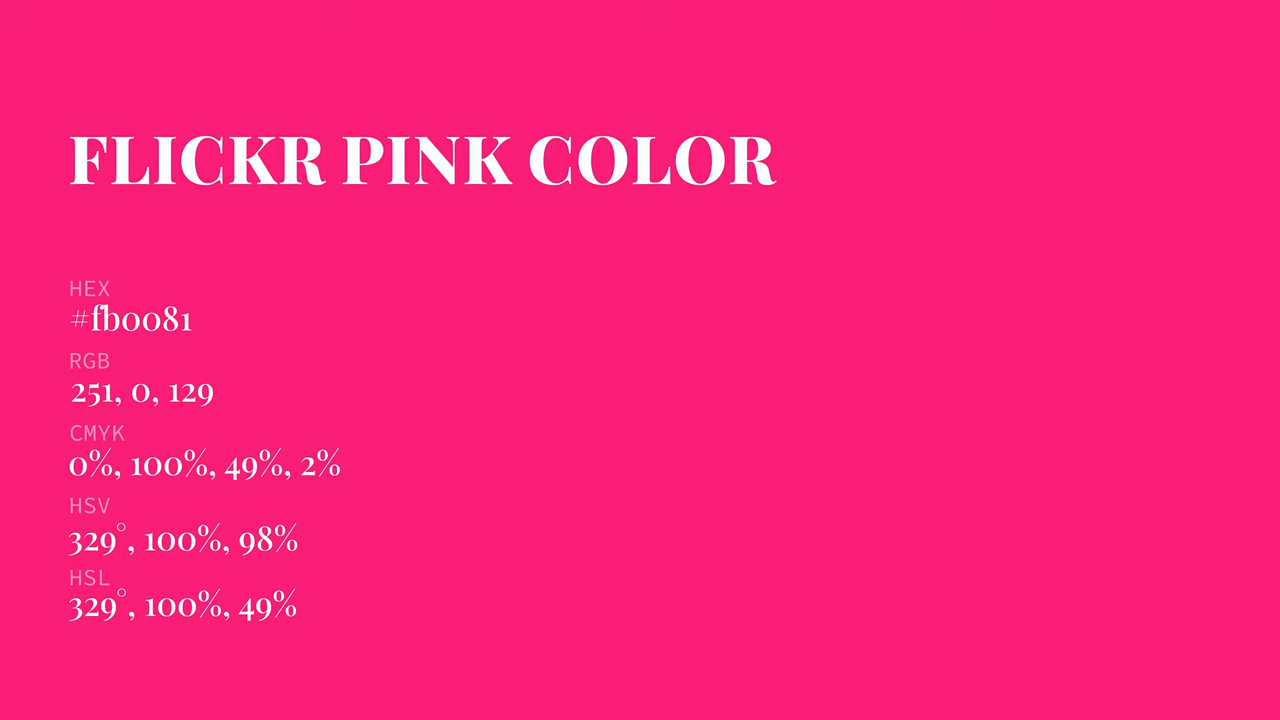 FLICKR PINK COLOR
HEX
#fb0081
RGB
251, 0, 129
CMYK
0%, 100%, 49%, 2%
HSV
329°, 100%, 98%
HSL
329°, 100%, 49%